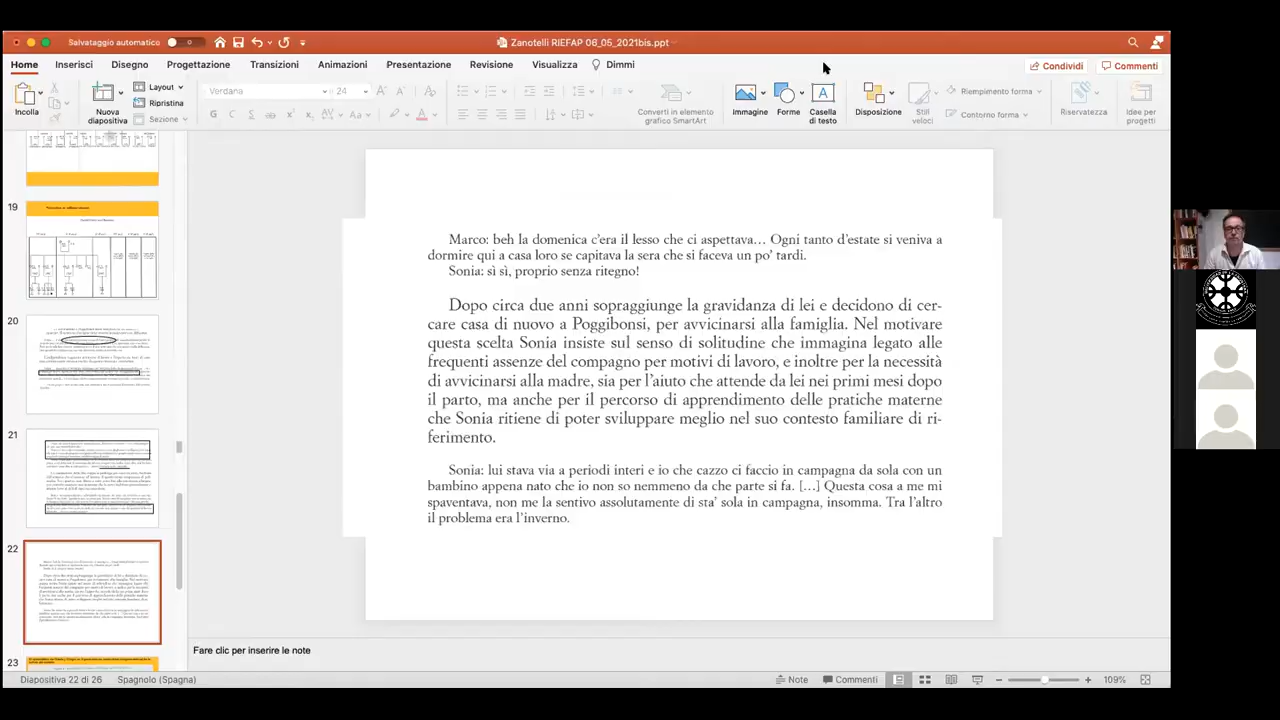 Salvataggio automatico
Zanotelli RIEFAP 06_05_2021bis.ppt
Home Inserisci Disegno Progettazione Transizioni Animazioni Presentazione Revisione Visualizza Dimmi Condividi Commenti
Incolla
Nuova diapositiva
Layout
Ripristina
Sezione
Verdana 24
G C S ab Aa A
Converti in elemento grafico SmartArt
Immagine
Forme
Casella di testo
Disposizione
Stili veloci
Riempimento forma
Contorno forma
Riservatezza
Idee per progetti
19
20
21
22
23
Marco: beh la domenica c’era il lesso che ci aspettava… Ogni tanto d’estate si veniva a
dormire qui a casa loro se capitava la sera che si faceva un po’ tardi.
Sonia: sì sì, proprio senza ritegno!
Dopo circa due anni sopraggiunge la gravidanza di lei e decidono di cer-
care casa di nuovo a Poggibonsi, per avvicinarsi alla famiglia. Nel motivare
questa scelta Sonia insiste sul senso di solitudine che immagina legato alle
frequenti assenze del compagno per motivi di lavoro e inoltre per la necessità
di avvicinarsi alla madre, sia per l’aiuto che attende da lei nei primi mesi dopo
il parto, ma anche per il percorso di apprendimento delle pratiche materne
che Sonia ritiene di poter sviluppare meglio nel suo contesto familiare di ri-
ferimento.
Sonia: lui stava via a periodi interi e io che cazzo ci facevo in campagna da sola con un
bambino appena nato che io non so nemmeno da che parte sta. […] Questa cosa a me mi
spaventava, non me la sentivo assolutamente di sta’ sola in campagna, insomma. Tra l’altro
il problema era l’inverno.
Fare clic per inserire le note
Diapositiva 22 di 26 Spagnolo (Spagna) Note Commenti 109%